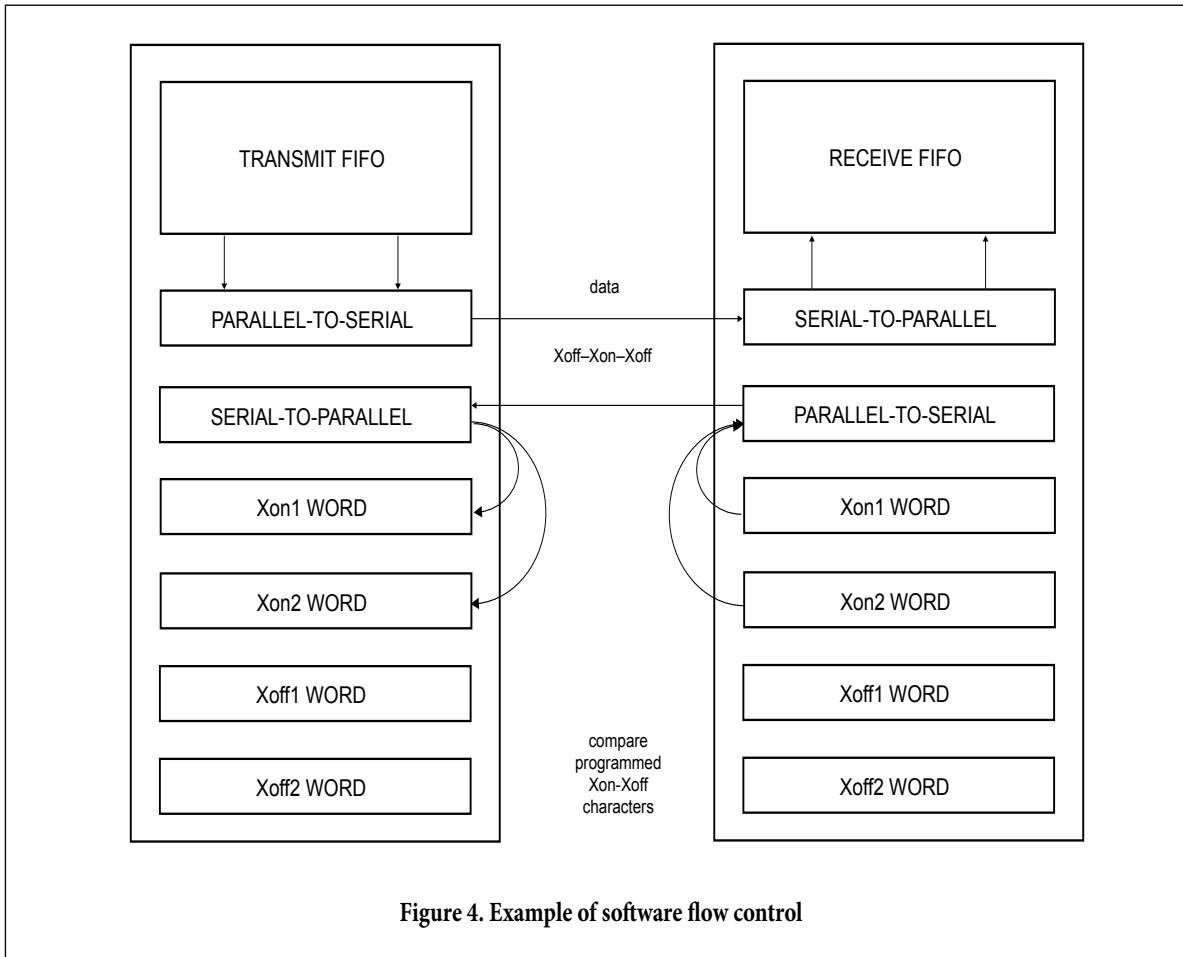 TRANSMIT FIFO
PARALLEL-TO-SERIAL
SERIAL-TO-PARALLEL
Xon1 WORD
Xon2 WORD
Xoff1 WORD
Xoff2 WORD
data
Xoff–Xon–Xoff
compare
programmed
Xon-Xoff
characters
RECEIVE FIFO
SERIAL-TO-PARALLEL
PARALLEL-TO-SERIAL
Xon1 WORD
Xon2 WORD
Xoff1 WORD
Xoff2 WORD
Figure 4. Example of software flow control